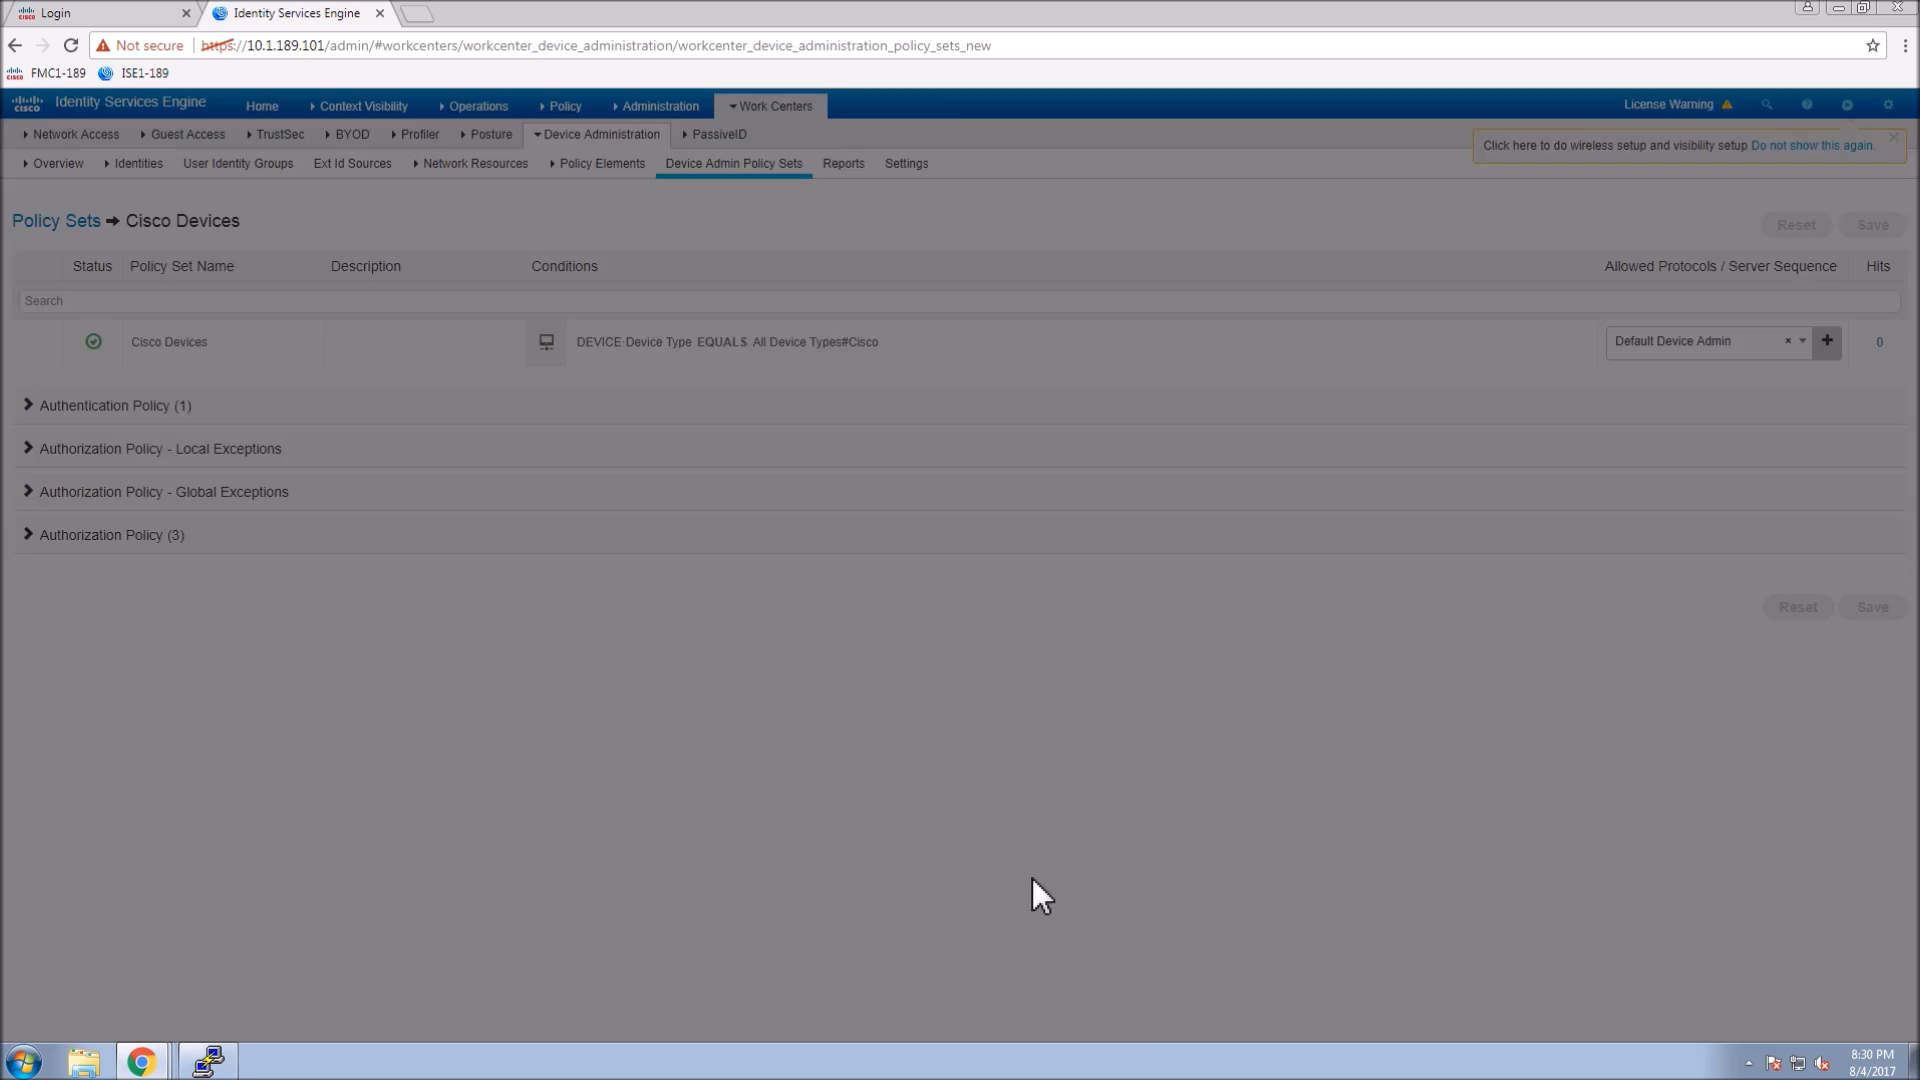 Login
Identity Services Engine
Not secure
https://10.1.189.101/admin/#workcenters/workcenter_device_administration/workcenter_device_administration_policy_sets_new
FMC1-189 ISE1-189
cisco Identity Services Engine Home Context Visibility Operations Policy Administration Work Centers License Warning
Network Access Guest Access TrustSec BYOD Profiler Posture Device Administration PassiveID
Click here to do wireless setup and visibility setup Do not show this again.
Overview Identities User Identity Groups Ext Id Sources Network Resources Policy Elements Device Admin Policy Sets Reports Settings
Policy Sets → Cisco Devices
Reset Save
Status Policy Set Name Description Conditions Allowed Protocols / Server Sequence Hits
Search
Cisco Devices DEVICE·Device Type EQUALS All Device Types#Cisco Default Device Admin × + 0
Authentication Policy (1)
Authorization Policy - Local Exceptions
Authorization Policy - Global Exceptions
Authorization Policy (3)
Reset Save
8:30 PM
8/4/2017